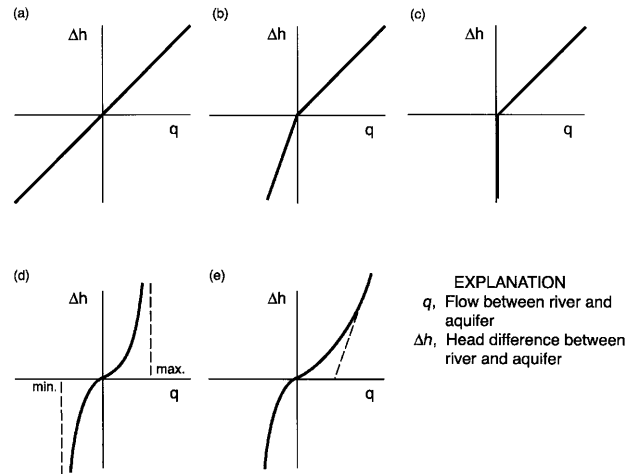 (a)
Δh
q
(b)
Δh
q
(c)
Δh
q
(d)
Δh
max.
min.
q
(e)
Δh
q
EXPLANATION
q, Flow between river and
aquifer
Δh, Head difference between
river and aquifer